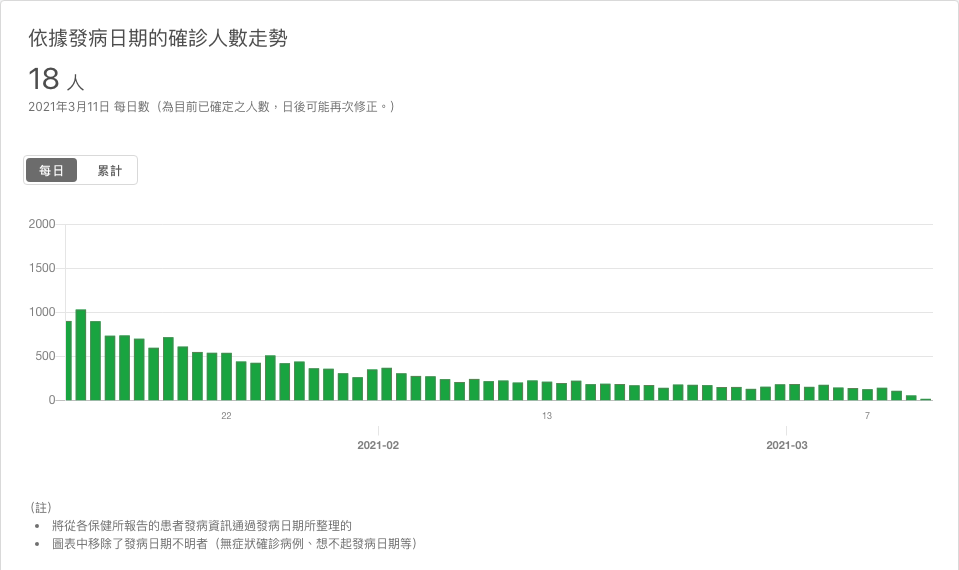 依據發病日期的確診人數走勢
18 人
2021年3月11日 每日數（為目前已確定之人數，日後可能再次修正。）
每日 累計
2000
1500
1000
500
0
22 13 7
2021-02 2021-03
（註）
• 將從各保健所報告的患者發病資訊通過發病日期所整理的
• 圖表中移除了發病日期不明者（無症狀確診病例、想不起發病日期等）